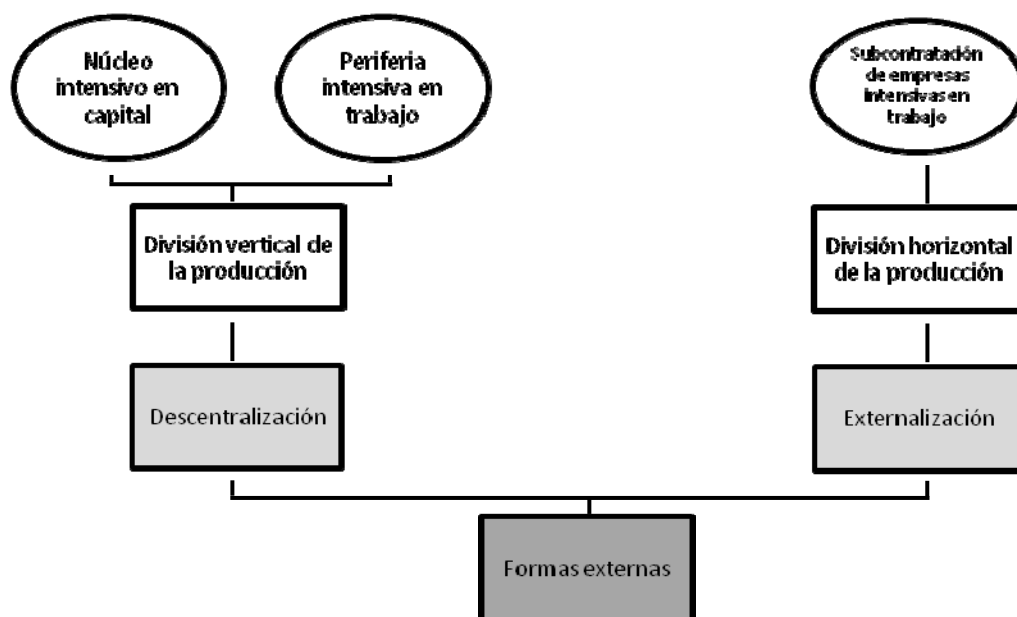 Núcleo
intensivo en
capital
Periferia
intensiva en
trabajo
Subcontratación
de empresas
intensivas en
trabajo
División vertical de
la producción
División horizontal
de la producción
Descentralización
Externalización
Formas externas